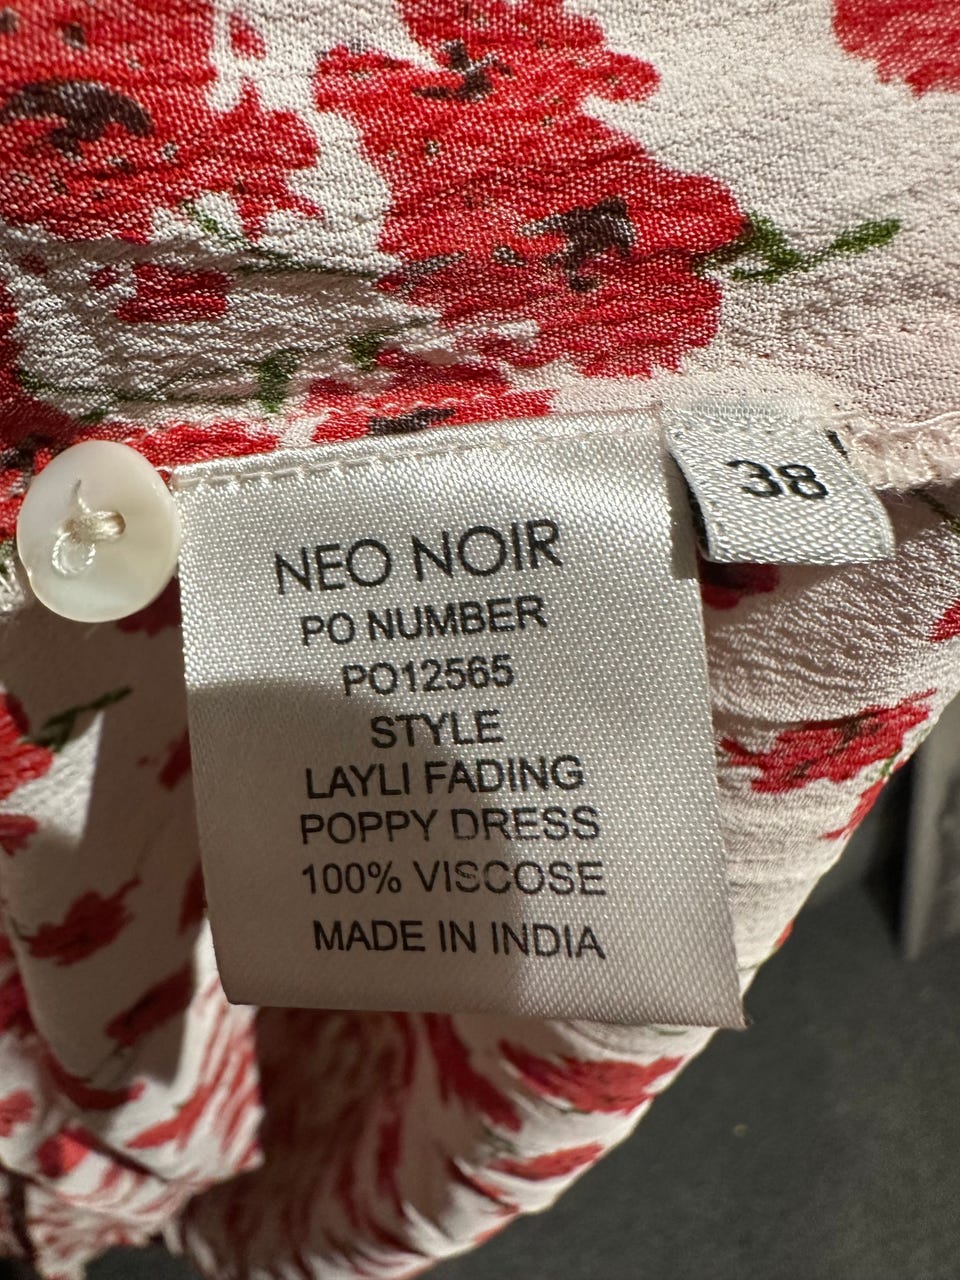 38
NEO NOIR
PO NUMBER
PO12565
STYLE
LAYLI FADING
POPPY DRESS
100% VISCOSE
MADE IN INDIA